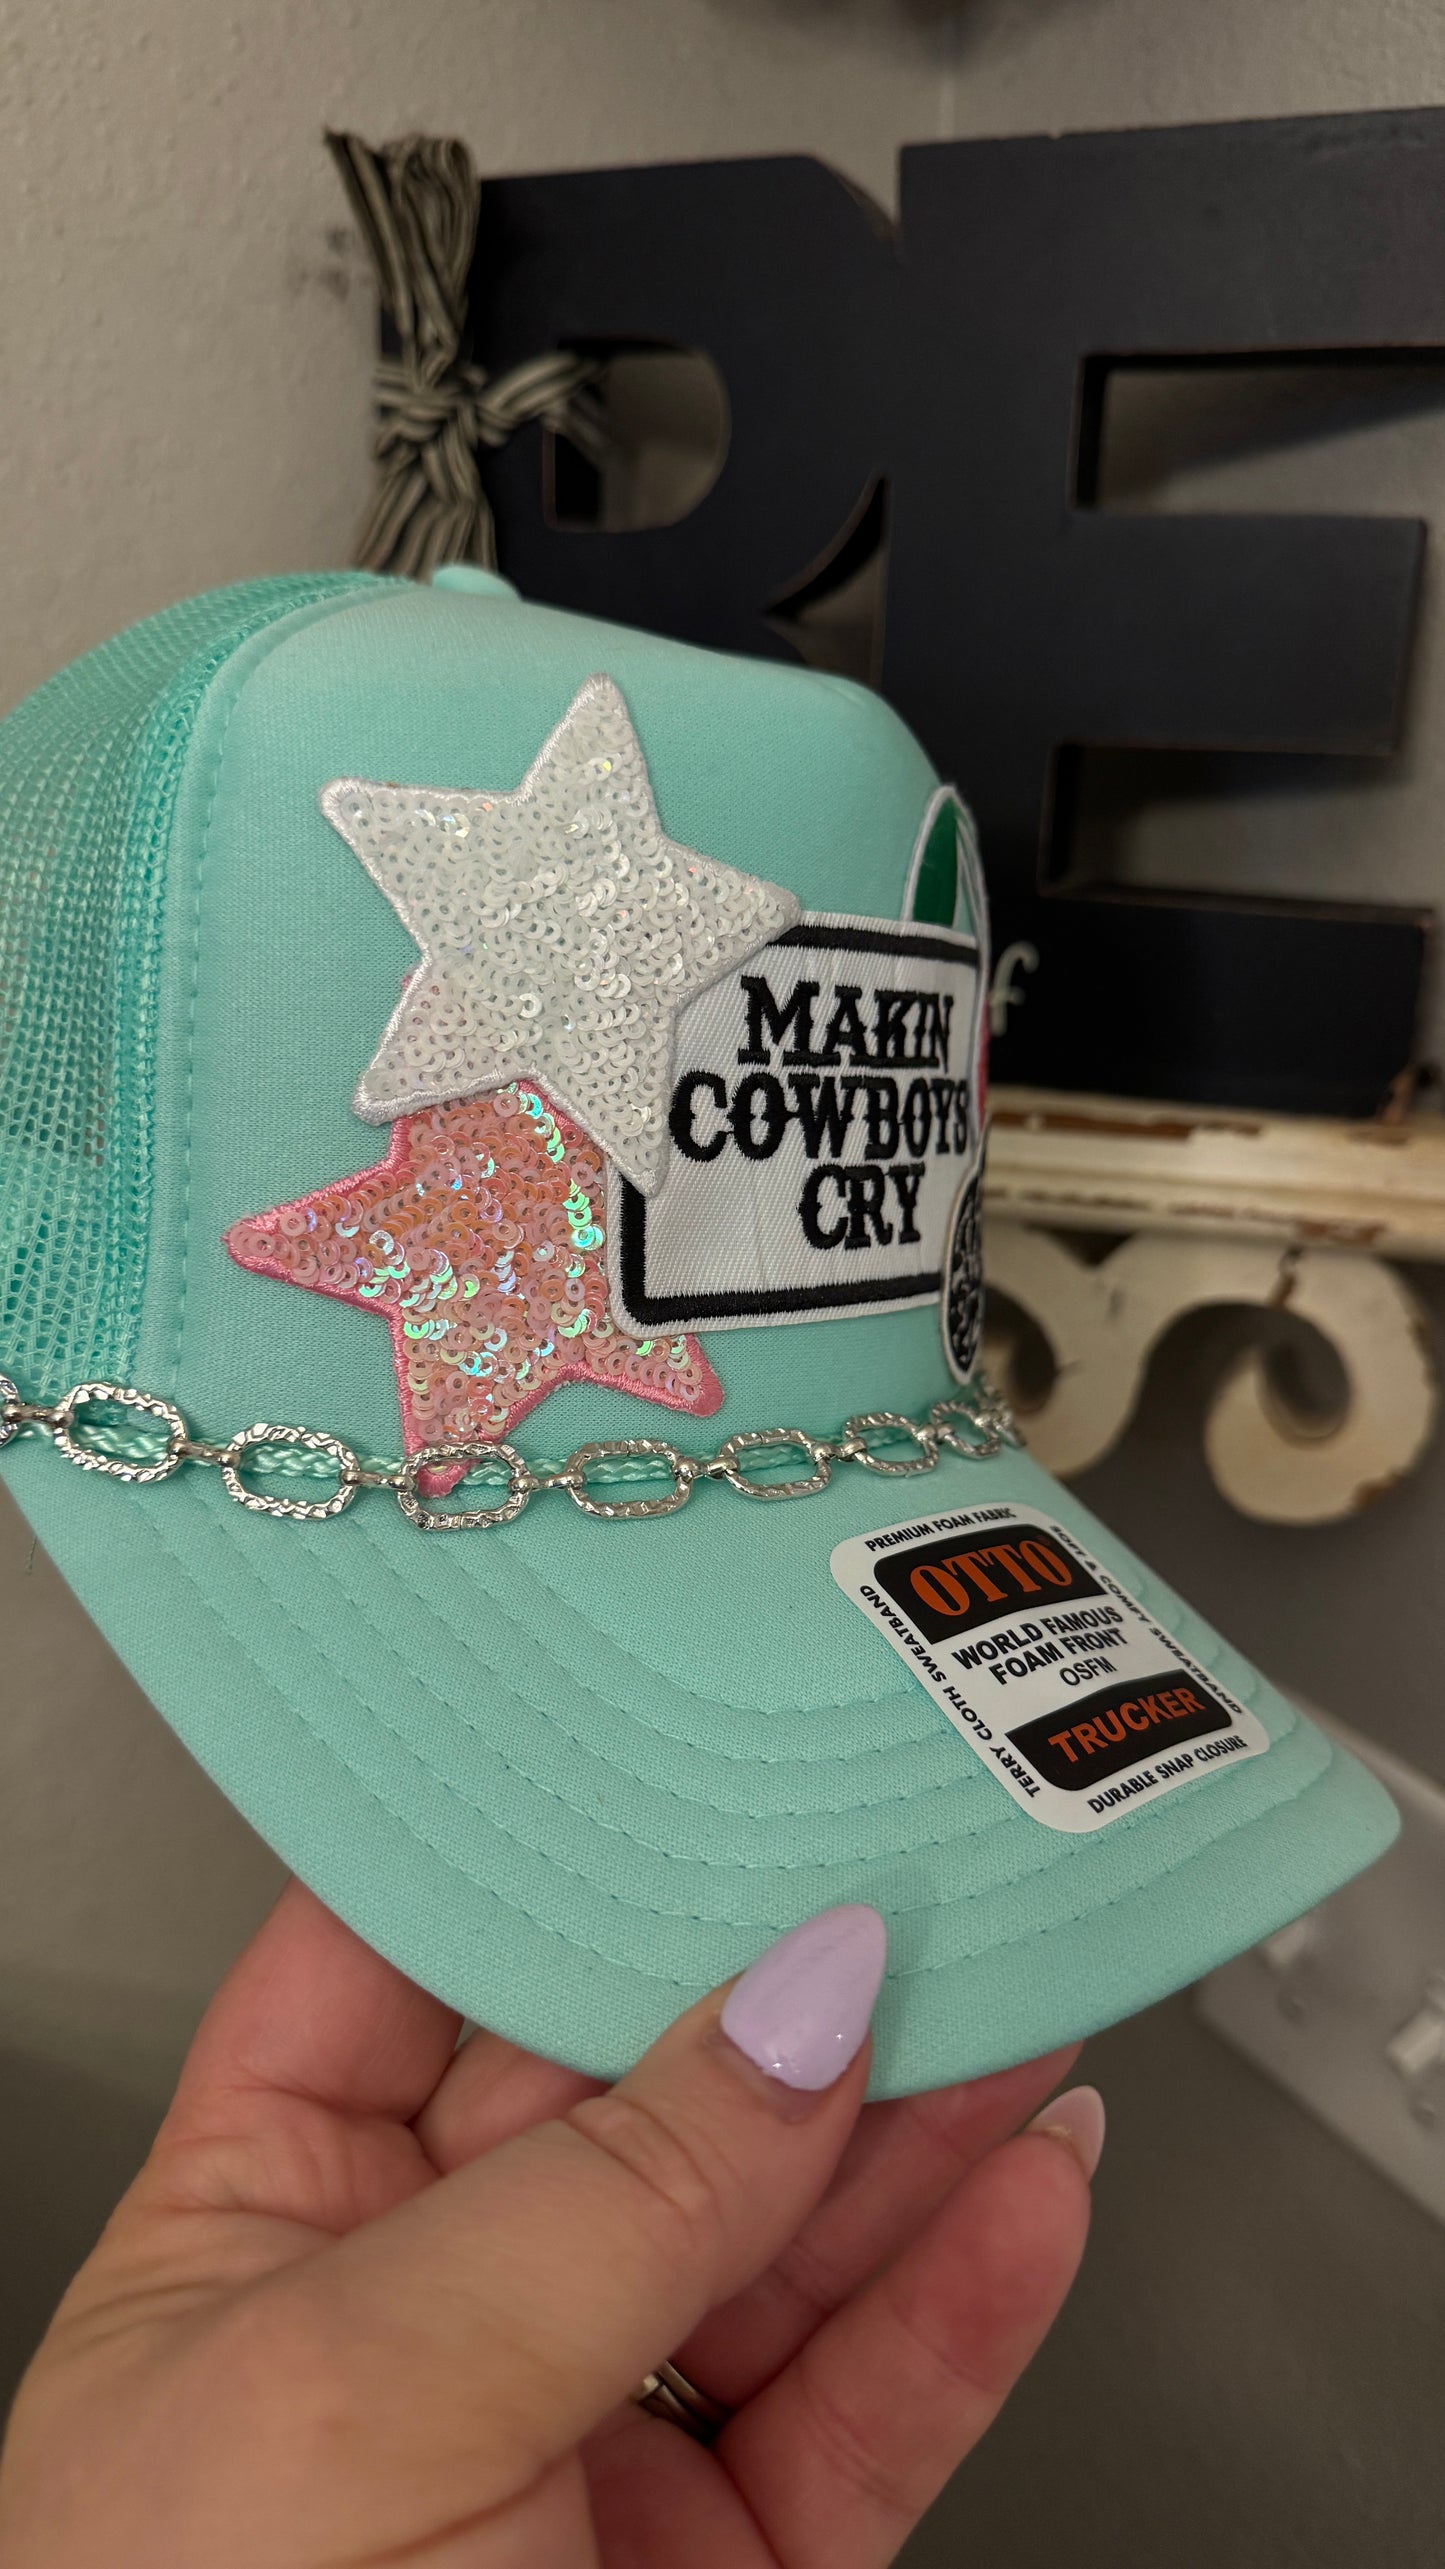 RE
f
MAKIN
COWBOYS
CRY
PREMIUM FOAM FABRIC
SOFT & COMFY SWEATBAND
OTTO
WORLD FAMOUS
FOAM FRONT
OSFM
TRUCKER
TERRY CLOTH SWEATBAND
DURABLE SNAP CLOSURE